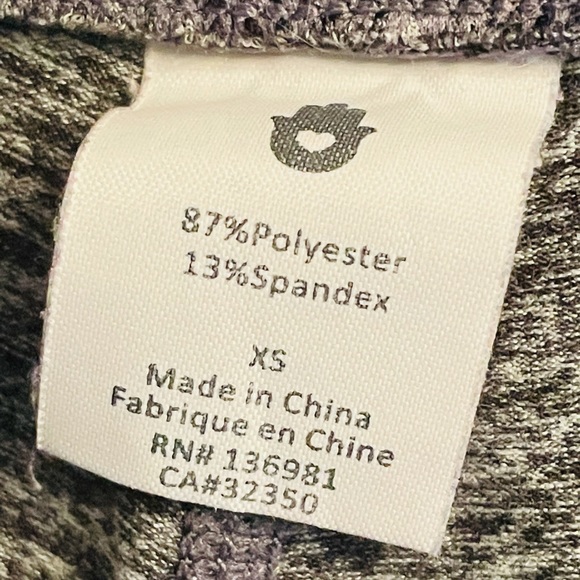 87%Polyester
13%Spandex
XS
Made in China
Fabrique en Chine
RN# 136981
CA#32350